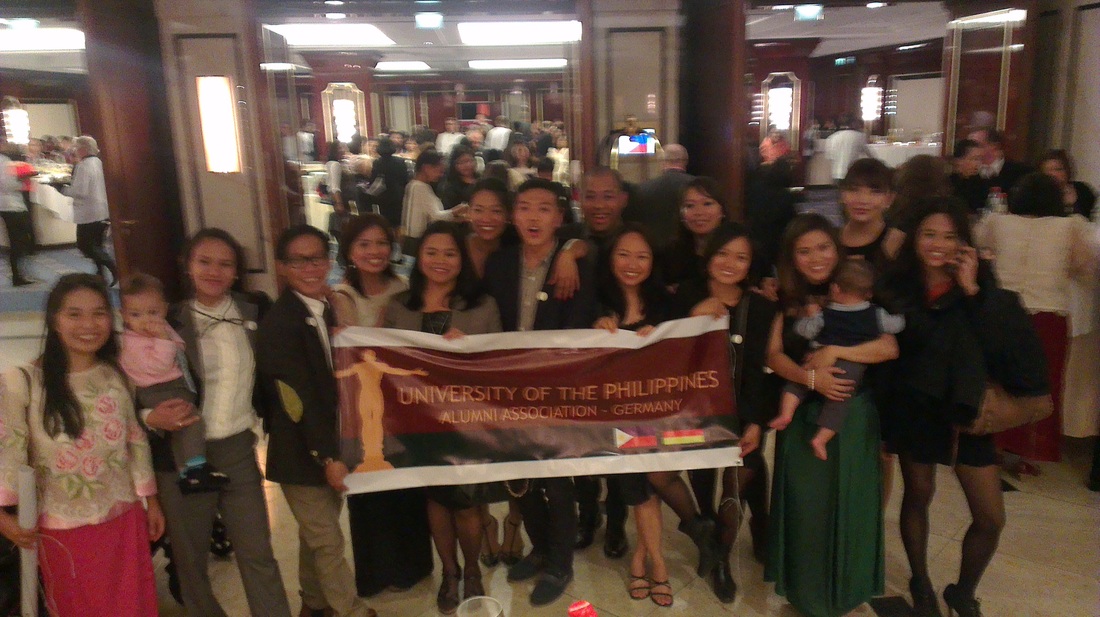 UNIVERSITY OF THE PHILIPPINES
ALUMNI ASSOCIATION - GERMANY